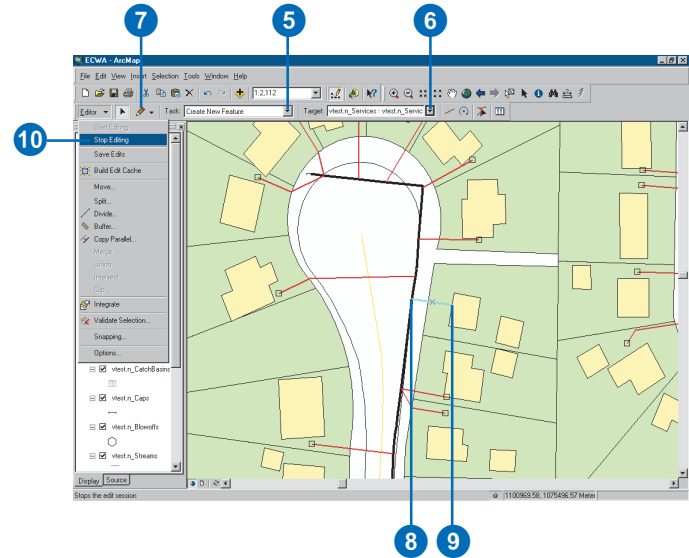 7
5
6
ECWA - ArcMap
File Edit View Insert Selection Tools Window Help
1:2,112
Editor Task: Create New Feature Target: vtest.n_Services : vtest.n_Servic
10
Start Editing
Stop Editing
Save Edits
Build Edit Cache
Move...
Split...
Divide...
Buffer...
Copy Parallel...
Merge
Union
Intersect
Clip...
Integrate
Validate Selection...
Snapping...
Options...
vtest.n_CatchBasins
vtest.n_Caps
vtest.n_Blowoffs
vtest.n_Streams
Display Source
Stops the edit session
1100969.58, 1075496.57 Meter
8
9